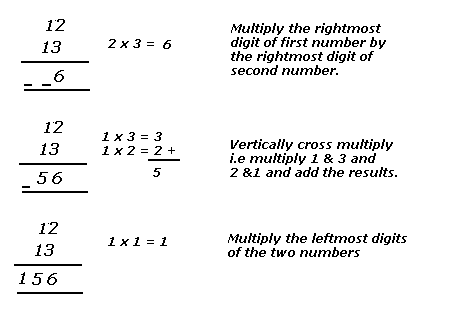 12
13
_ _6
2 x 3 = 6
Multiply the rightmost
digit of first number by
the rightmost digit of
second number.
12
13
_ 5 6
1 x 3 = 3
1 x 2 = 2 +
5
Vertically cross multiply
i.e multiply 1 & 3 and
2 &1 and add the results.
12
13
1 5 6
1 x 1 = 1
Multiply the leftmost digits
of the two numbers